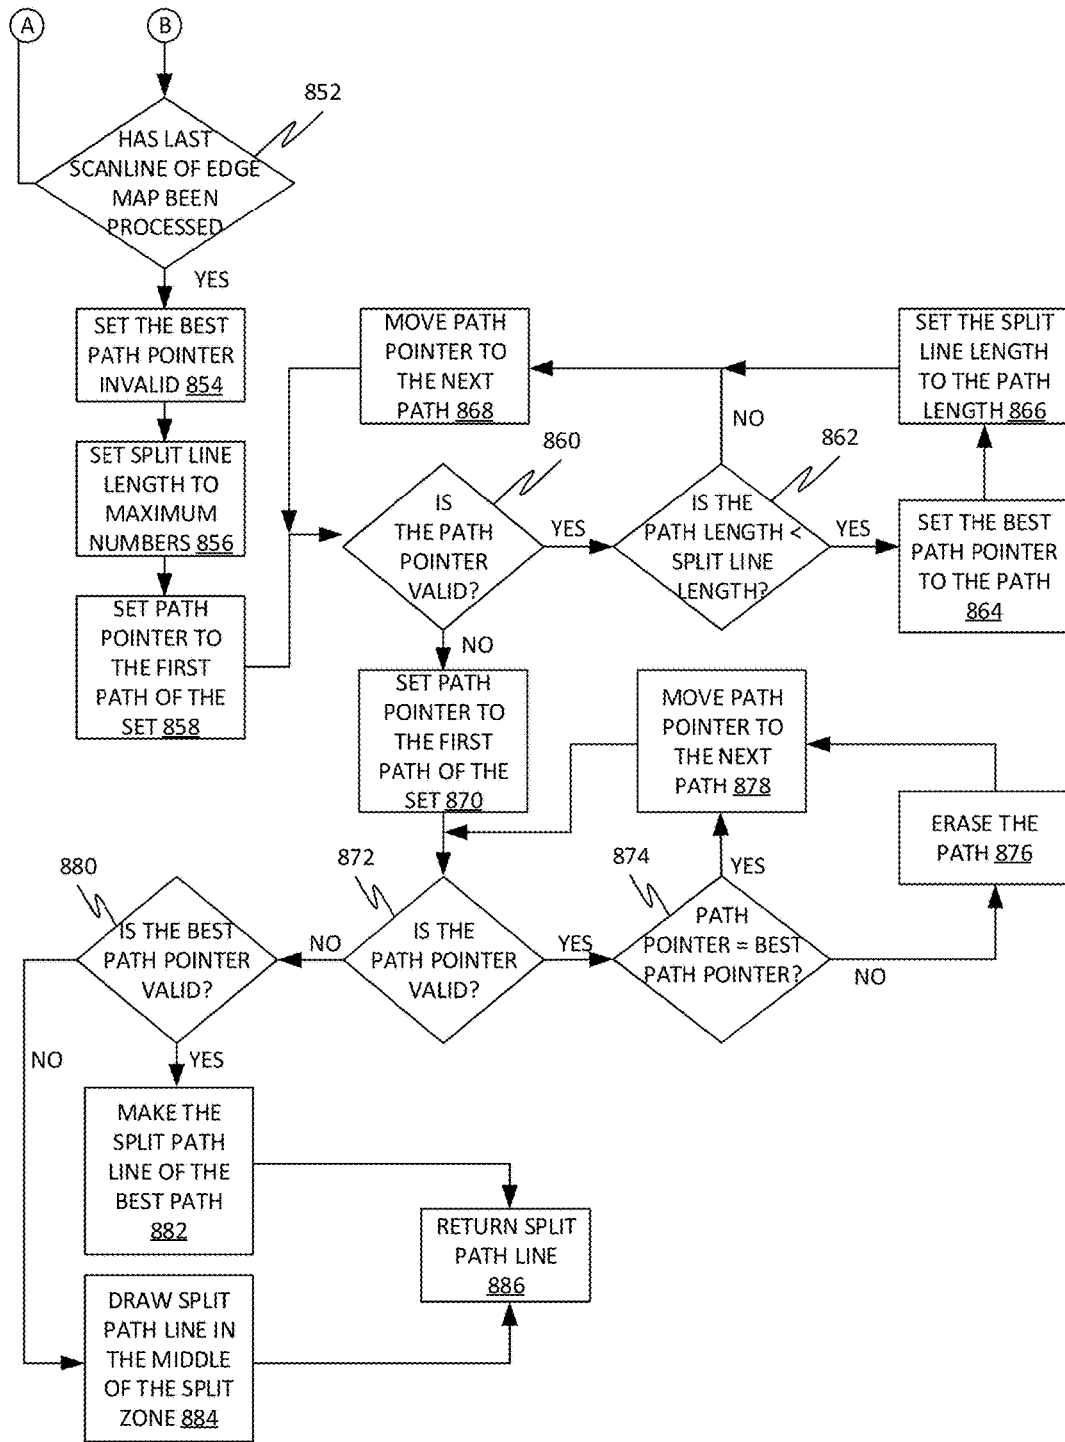 A
B
852
HAS LAST
SCANLINE OF EDGE
MAP BEEN
PROCESSED
YES
SET THE BEST
PATH POINTER
INVALID 854
SET SPLIT LINE
LENGTH TO
MAXIMUM
NUMBERS 856
SET PATH
POINTER TO
THE FIRST
PATH OF THE
SET 858
MOVE PATH
POINTER TO
THE NEXT
PATH 868
860
IS
THE PATH
POINTER
VALID?
YES
NO
862
IS THE
PATH LENGTH <
SPLIT LINE
LENGTH?
NO
YES
SET THE SPLIT
LINE LENGTH
TO THE PATH
LENGTH 866
SET THE BEST
PATH POINTER
TO THE PATH
864
SET PATH
POINTER TO
THE FIRST
PATH OF THE
SET 870
MOVE PATH
POINTER TO
THE NEXT
PATH 878
ERASE THE
PATH 876
880
IS THE BEST
PATH POINTER
VALID?
NO
YES
872
IS THE
PATH POINTER
VALID?
NO
YES
874
PATH
POINTER = BEST
PATH POINTER?
YES
NO
MAKE THE
SPLIT PATH
LINE OF THE
BEST PATH
882
RETURN SPLIT
PATH LINE
886
DRAW SPLIT
PATH LINE IN
THE MIDDLE
OF THE SPLIT
ZONE 884